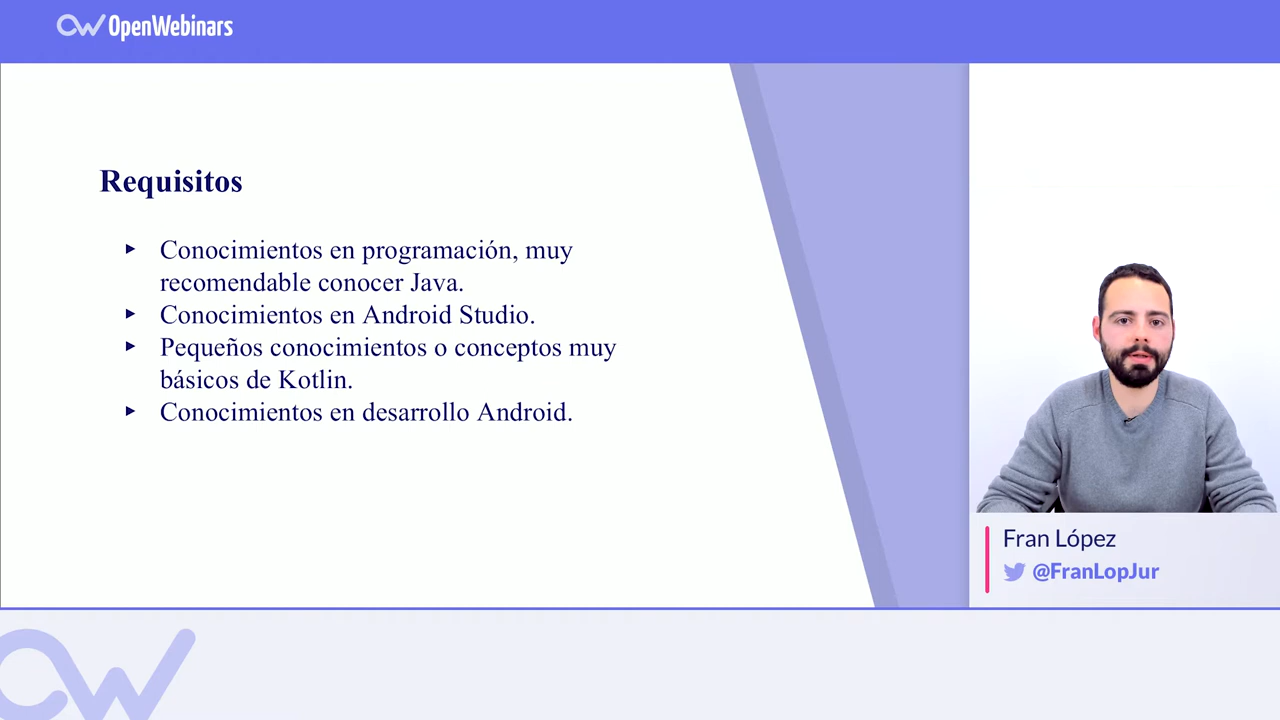 OpenWebinars
Requisitos
‣ Conocimientos en programación, muy
recomendable conocer Java.
‣ Conocimientos en Android Studio.
‣ Pequeños conocimientos o conceptos muy
básicos de Kotlin.
‣ Conocimientos en desarrollo Android.
Fran López
@FranLopJur